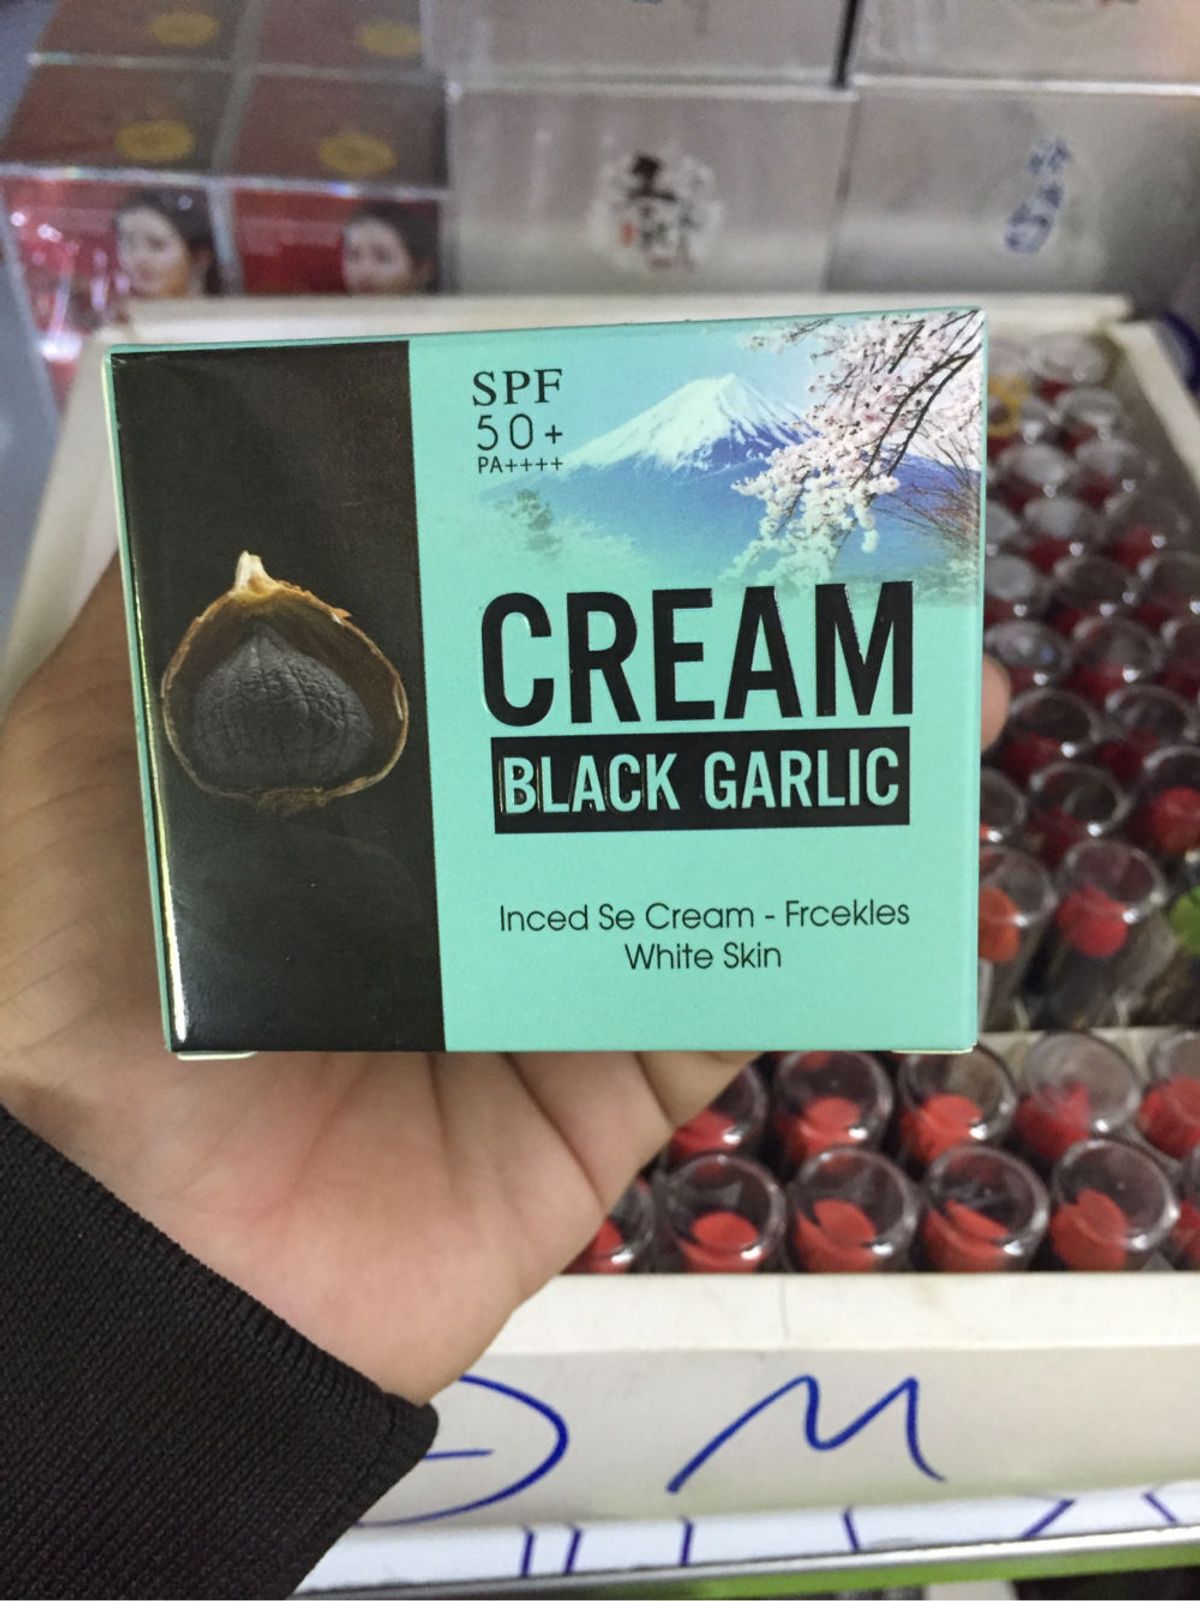 SPF
50+
PA++++
CREAM
BLACK GARLIC
Inced Se Cream - Frcekles
White Skin